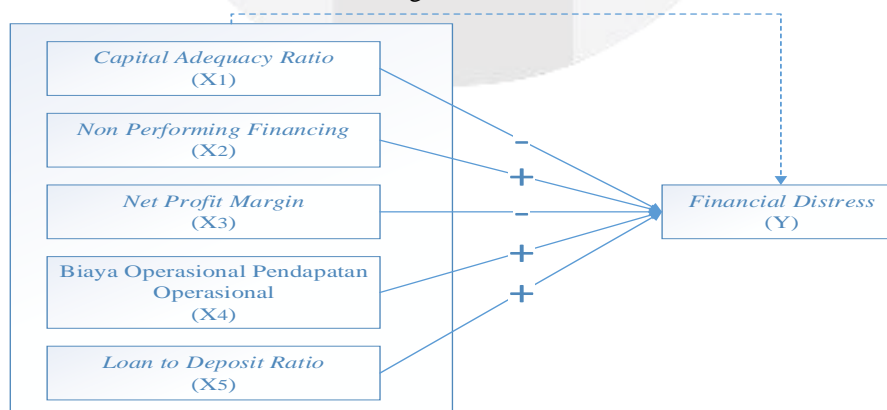 Capital Adequacy Ratio
(X1)
Non Performing Financing
(X2)
Net Profit Margin
(X3)
Biaya Operasional Pendapatan
Operasional
(X4)
Loan to Deposit Ratio
(X5)
-
+
-
+
+
Financial Distress
(Y)